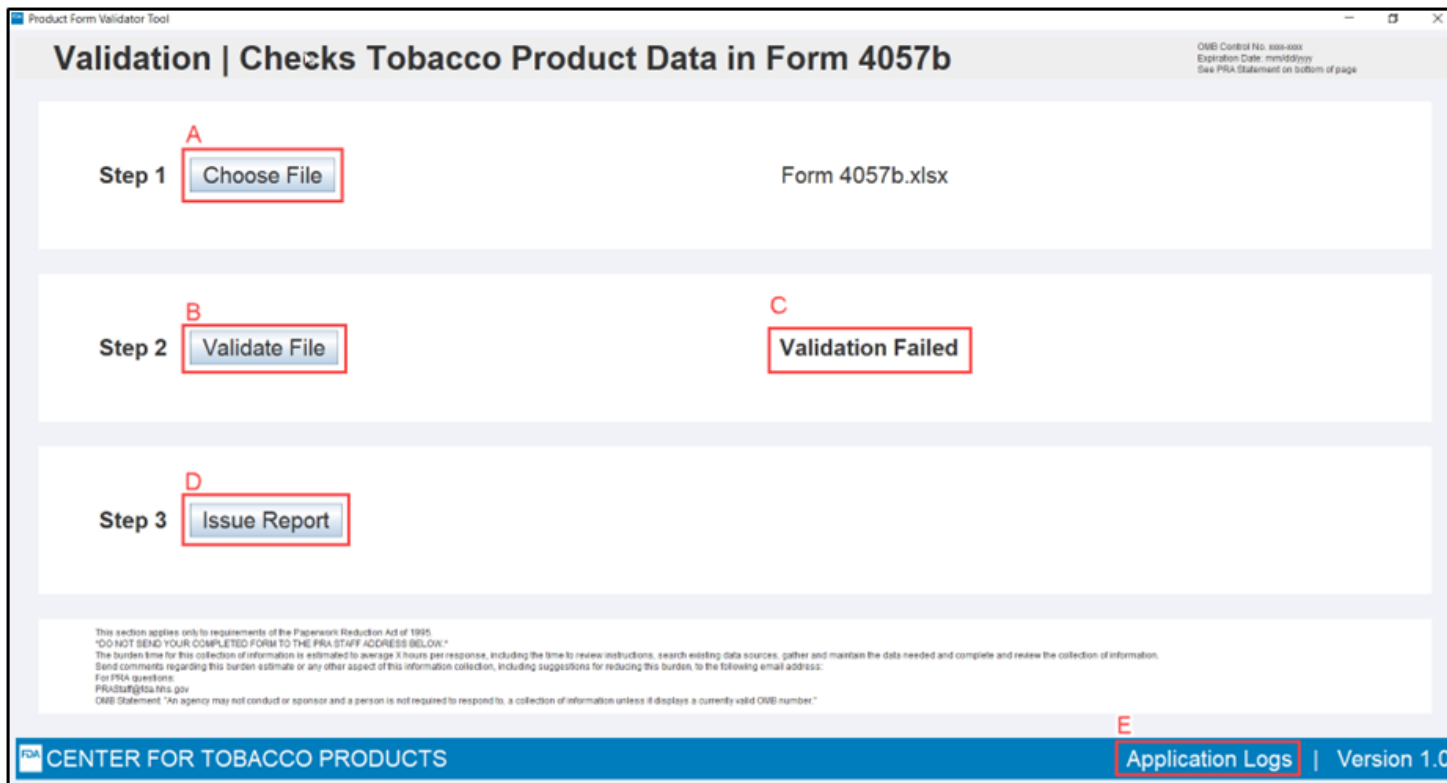 Product Form Validator Tool
Validation | Checks Tobacco Product Data in Form 4057b
OMB Control No. xxxx-xxxx
Expiration Date: mm/dd/yyyy
See PRA Statement on bottom of page
A
Step 1 Choose File Form 4057b.xlsx
B
C
Step 2 Validate File Validation Failed
D
Step 3 Issue Report
This section applies only to requirements of the Paperwork Reduction Act of 1995.
*DO NOT SEND YOUR COMPLETED FORM TO THE PRA STAFF ADDRESS BELOW.*
The burden time for this collection of information is estimated to average X hours per response, including the time to review instructions, search existing data sources, gather and maintain the data needed and complete and review the collection of information.
Send comments regarding this burden estimate or any other aspect of this information collection, including suggestions for reducing this burden, to the following email address:
For PRA questions:
PRAStaff@fda.hhs.gov
OMB Statement: "An agency may not conduct or sponsor and a person is not required to respond to, a collection of information unless it displays a currently valid OMB number."
E
FDA CENTER FOR TOBACCO PRODUCTS Application Logs | Version 1.0